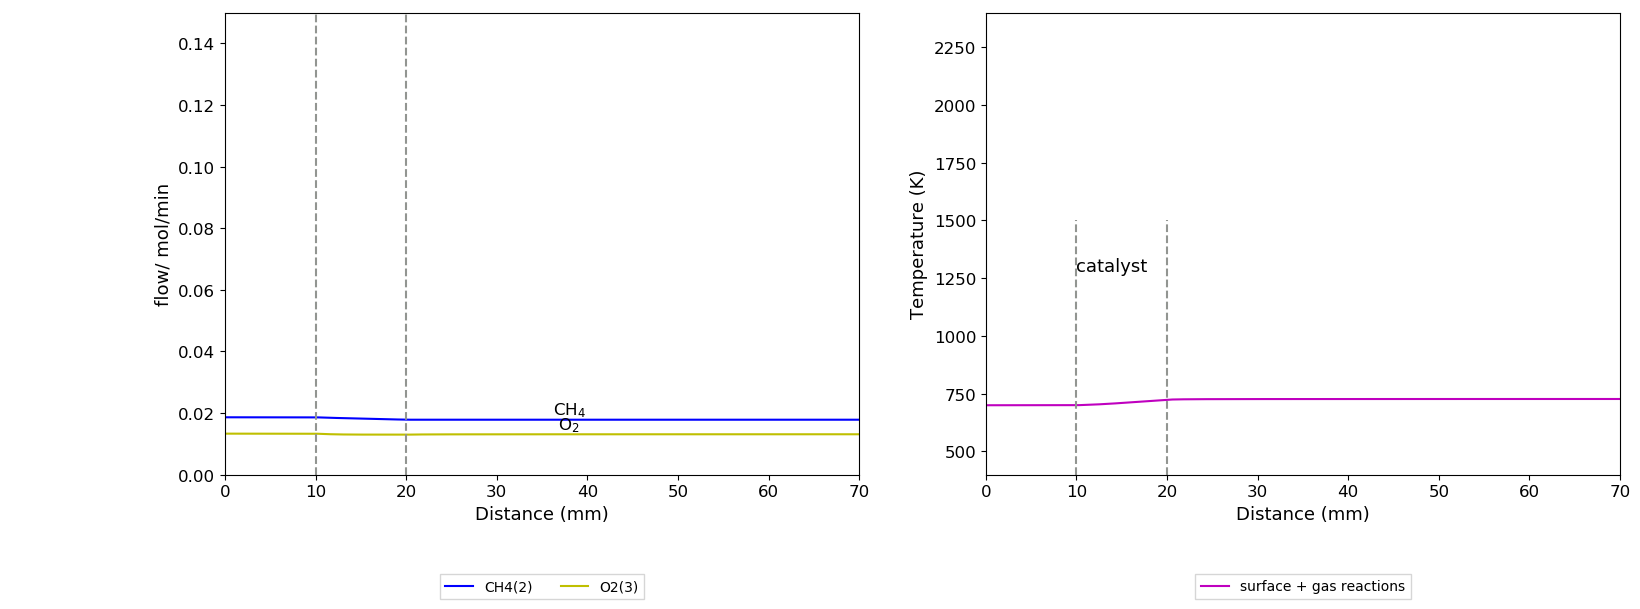 0.14
0.12
0.10
0.08
0.06
0.04
0.02
0.00
flow/ mol/min
CH₄
O₂
0 10 20 30 40 50 60 70
Distance (mm)
CH4(2) O2(3)
2250
2000
1750
1500
1250
1000
750
500
Temperature (K)
catalyst
0 10 20 30 40 50 60 70
Distance (mm)
surface + gas reactions